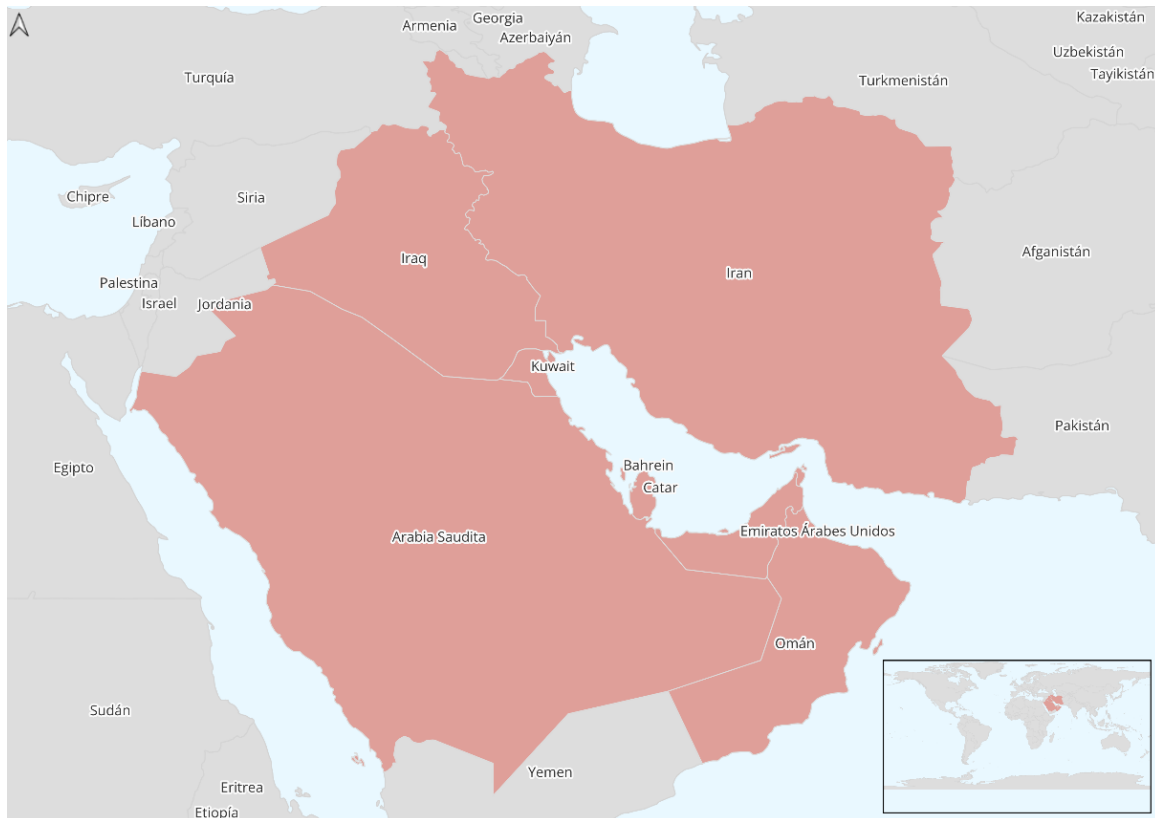 Georgia
Kazakistán
Armenia
Azerbaiyán
Uzbekistán
Tayikistán
Turquía
Turkmenistán
Chipre
Siria
Líbano
Afganistán
Iraq
Iran
Palestina
Israel
Jordania
Kuwait
Pakistán
Egipto
Bahrein
Catar
Arabia Saudita
Emiratos Árabes Unidos
Omán
Sudán
Yemen
Eritrea
Etiopía